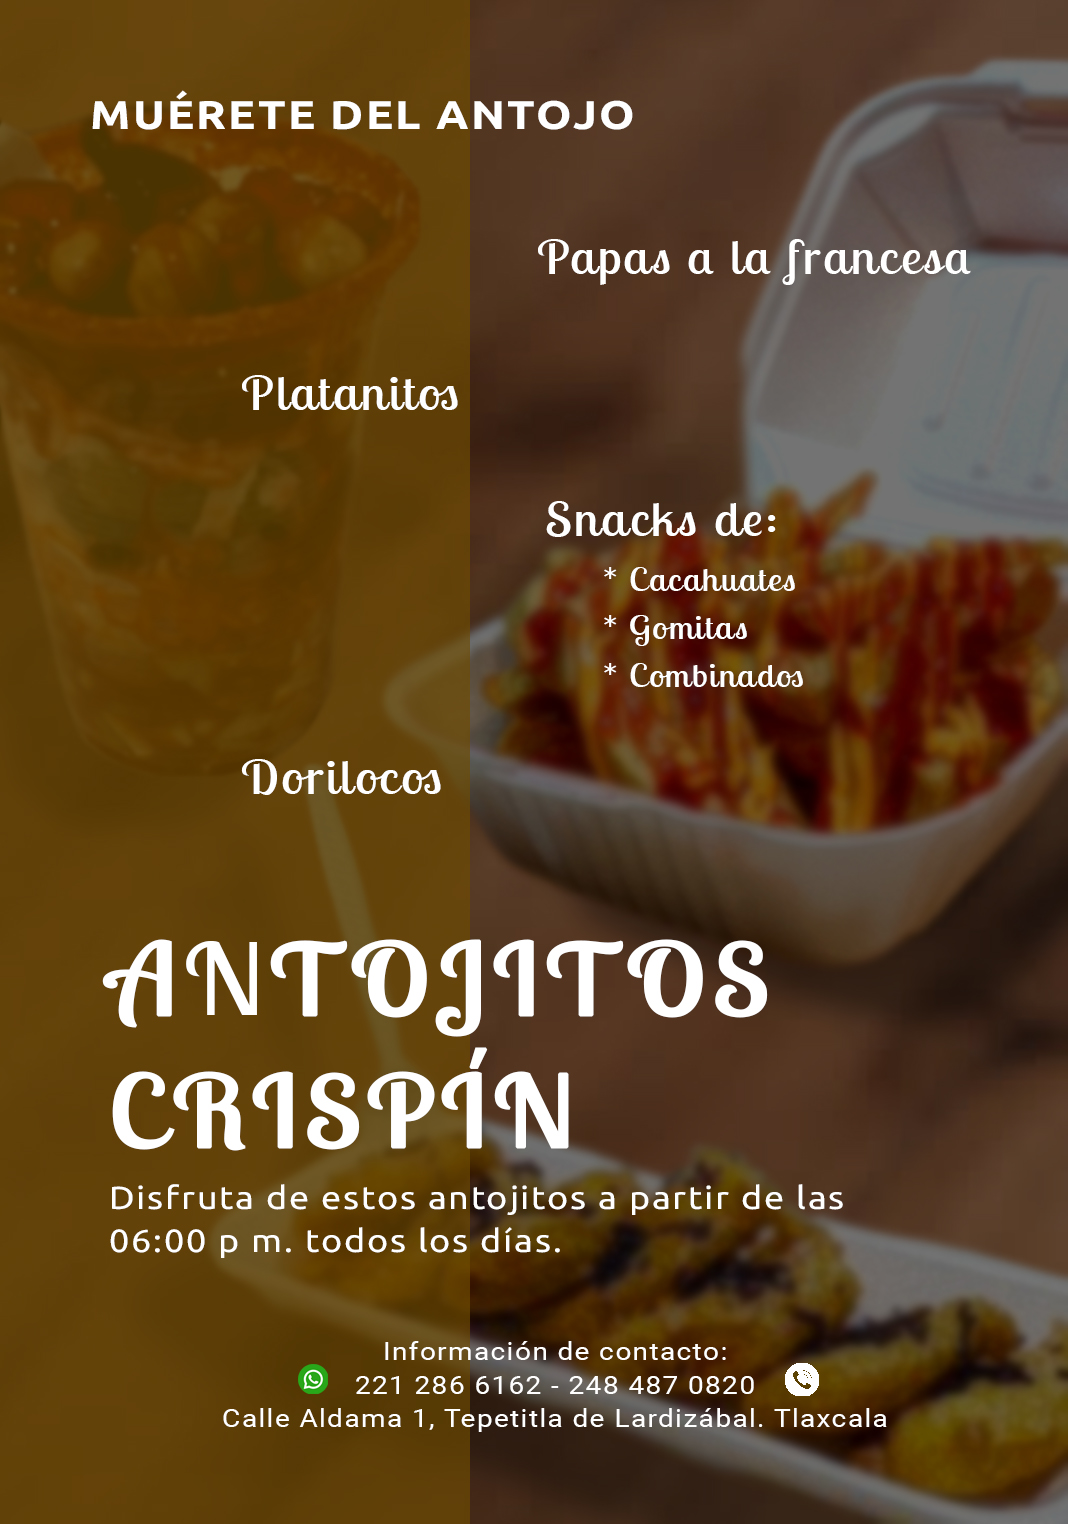 MUÉRETE DEL ANTOJO
Papas a la francesa
Platanitos
Snacks de:
* Cacahuates
* Gomitas
* Combinados
Dorilocos
ANTOJITOS
CRISPÍN
Disfruta de estos antojitos a partir de las
06:00 p m. todos los días.
Información de contacto:
221 286 6162 - 248 487 0820
Calle Aldama 1, Tepetitla de Lardizábal. Tlaxcala